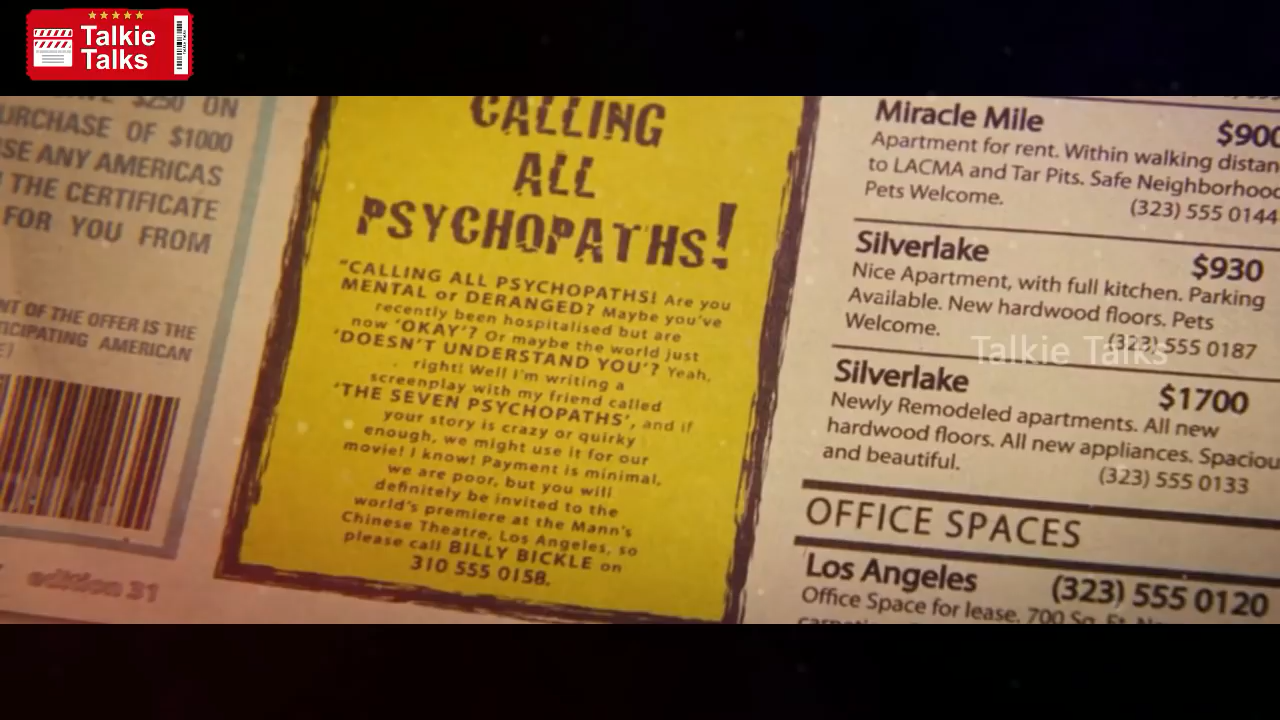 Talkie
Talks
$250 ON
URCHASE OF $1000
SE ANY AMERICAS
THE CERTIFICATE
FOR YOU FROM
NT OF THE OFFER IS THE
TICIPATING AMERICAN
edition 31
CALLING
ALL
PSYCHOPATHS!
"CALLING ALL PSYCHOPATHS! Are you
MENTAL or DERANGED? Maybe you've
recently been hospitalised but are
now 'OKAY'? Or maybe the world just
'DOESN'T UNDERSTAND YOU'? Yeah,
right! Well I'm writing a
screenplay with my friend called
'THE SEVEN PSYCHOPATHS', and if
your story is crazy or quirky
enough, we might use it for our
movie! I know! Payment is minimal,
we are poor, but you will
definitely be invited to the
world's premiere at the Mann's
Chinese Theatre, Los Angeles, so
please call BILLY BICKLE on
310 555 0158.
Miracle Mile $900
Apartment for rent. Within walking distan
to LACMA and Tar Pits. Safe Neighborhood
Pets Welcome. (323) 555 0144
Silverlake $930
Nice Apartment, with full kitchen. Parking
Available. New hardwood floors. Pets
Welcome. (323) 555 0187
Talkie Talks
Silverlake $1700
Newly Remodeled apartments. All new
hardwood floors. All new appliances. Spaciou
and beautiful. (323) 555 0133
OFFICE SPACES
Los Angeles (323) 555 0120
Office Space for lease. 700 Sq. Ft.